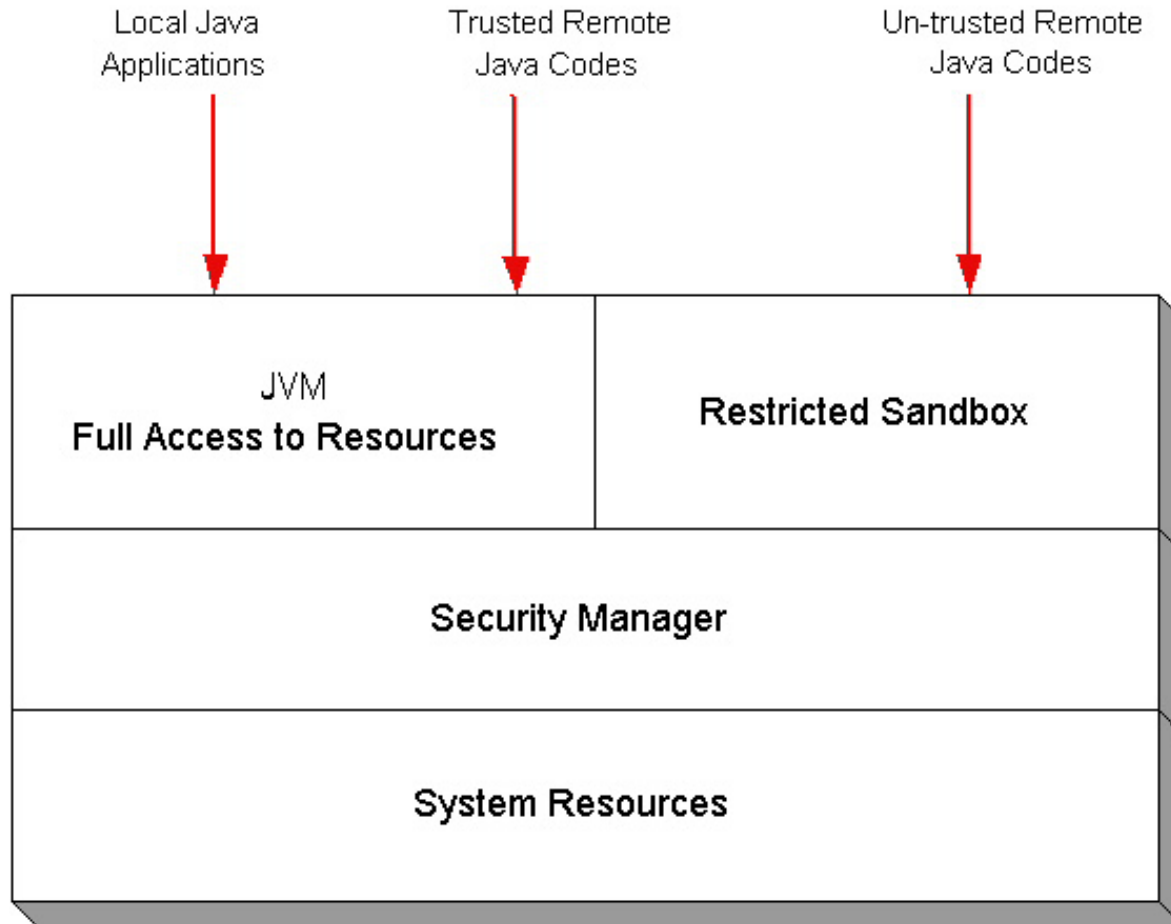 Local Java
Applications
Trusted Remote
Java Codes
Un-trusted Remote
Java Codes
JVM
Full Access to Resources
Restricted Sandbox
Security Manager
System Resources